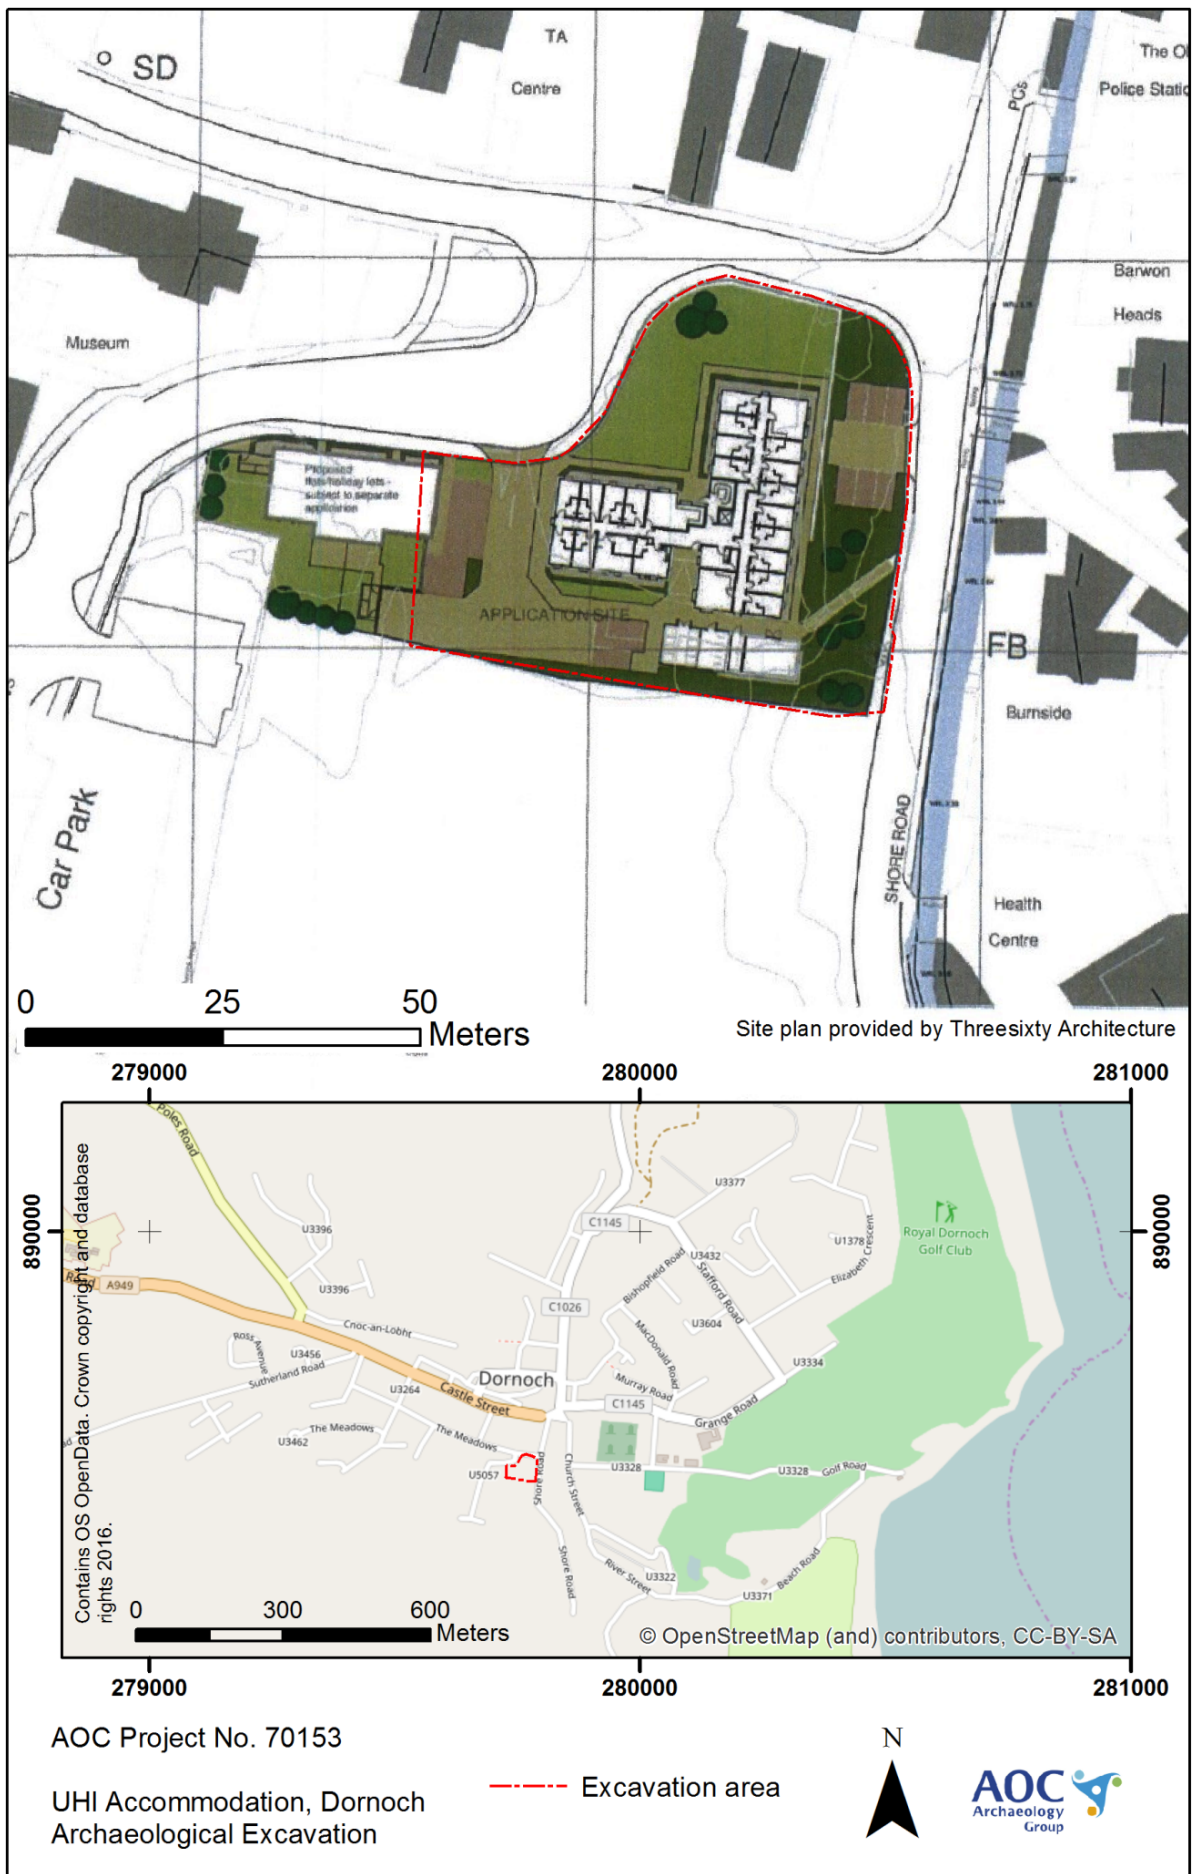 SD
TA
Centre
PCs
The Ol
Police Static
Museum
Barwon
Heads
Proposed
flats/holiday lets -
subject to separate
application
APPLICATION SITE
FB
Burnside
Car Park
SHORE ROAD
Health
Centre
0 25 50
Meters
Site plan provided by Threesixty Architecture
279000 280000 281000
890000
890000
Contains OS OpenData. Crown copyright and database
rights 2016.
Poles Road
U3396
U3396
A949
Road
Cnoc-an-Lobht
Ross Avenue
U3456
Sutherland Road
U3264
Castle Street
Dornoch
The Meadows
The Meadows
U3462
U5057
Shore Road
Church Street
Shore Road
River Street
U3322
U3371
Beach Road
U3328
U3328
Golf Road
C1145
C1026
C1145
U3377
U3432
Bishopfield Road
Stafford Road
MacDonald Road
U3604
Murray Road
Grange Road
U3334
U1378
Elizabeth Crescent
Royal Dornoch
Golf Club
0 300 600
Meters
© OpenStreetMap (and) contributors, CC-BY-SA
279000 280000 281000
AOC Project No. 70153
UHI Accommodation, Dornoch
Archaeological Excavation
Excavation area
N
AOC
Archaeology
Group